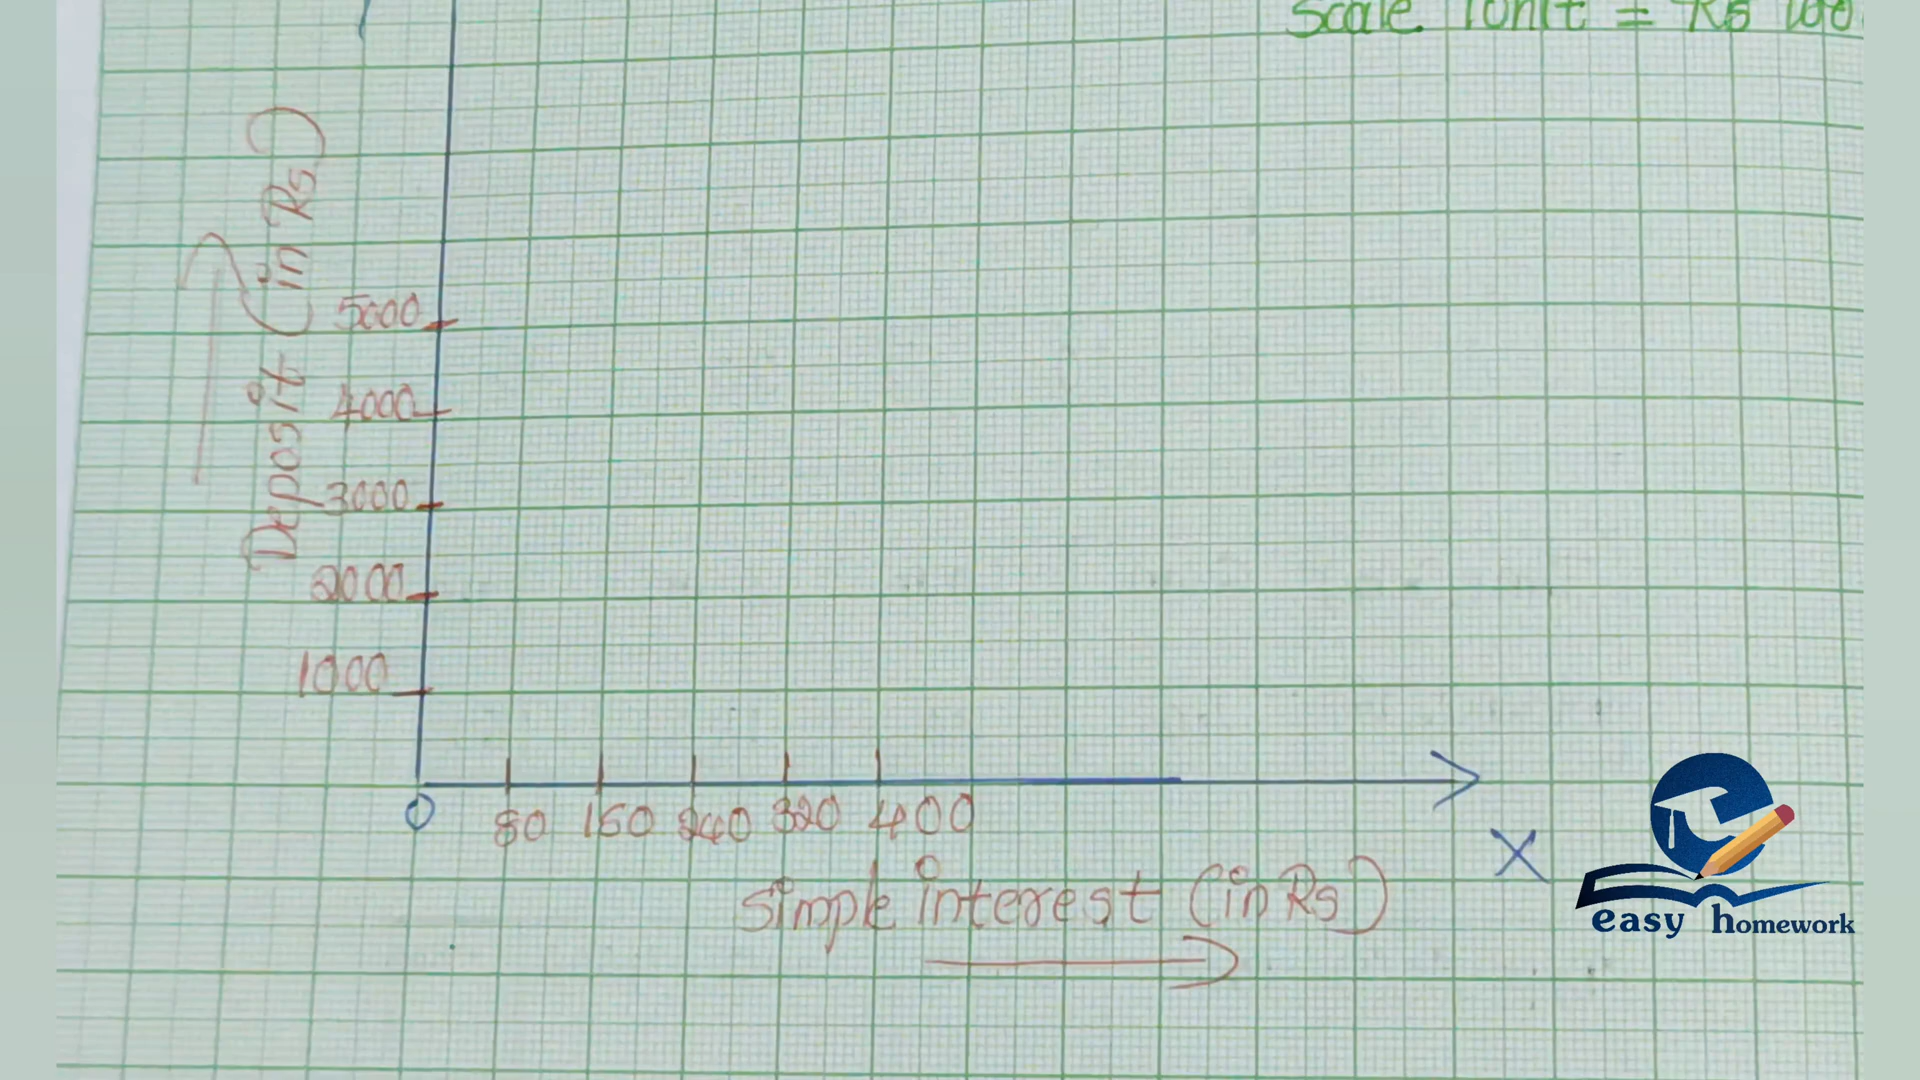 Scale 1Unit = Rs 100
Deposit (in Rs)
5000
4000
3000
2000
1000
0 80 160 240 320 400
X
Simple interest (in Rs)
easy homework